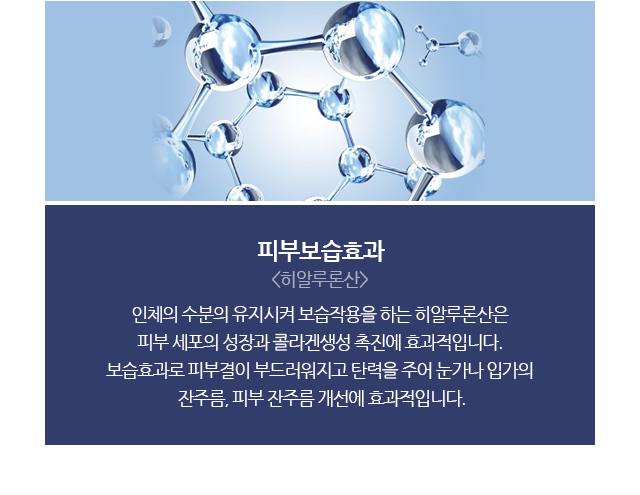 피부보습효과
<히알루론산>
인체의 수분의 유지시켜 보습작용을 하는 히알루론산은
피부 세포의 성장과 콜라겐생성 촉진에 효과적입니다.
보습효과로 피부결이 부드러워지고 탄력을 주어 눈가나 입가의
잔주름, 피부 잔주름 개선에 효과적입니다.